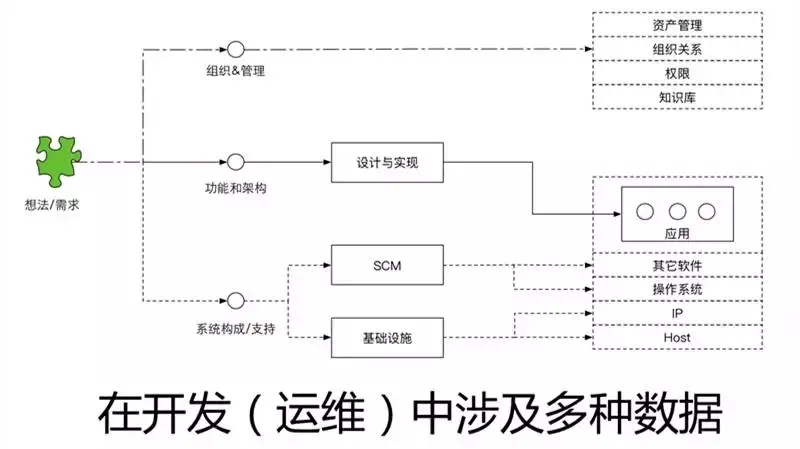 资产管理
组织关系
组织&管理
权限
知识库
设计与实现
想法/需求
功能和架构
应用
SCM
其它软件
操作系统
系统构成/支持
基础设施
IP
Host
在开发（运维）中涉及多种数据